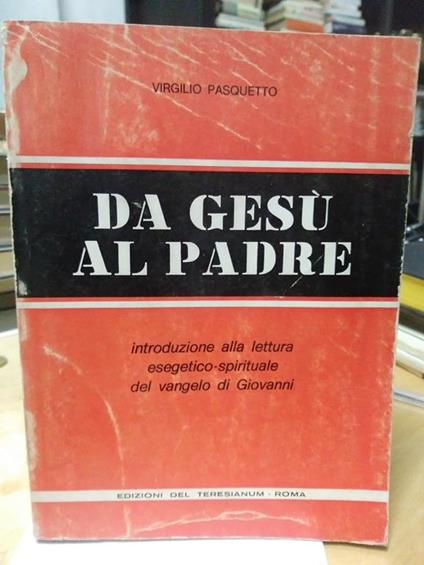 VIRGILIO PASQUETTO
DA GESÙ
AL PADRE
introduzione alla lettura
esegetico-spirituale
del vangelo di Giovanni
EDIZIONI DEL TERESIANUM - ROMA